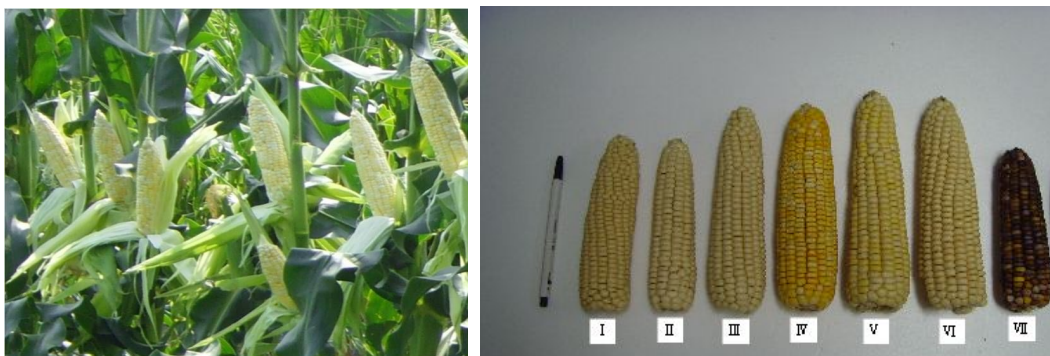 Ⅰ Ⅱ Ⅲ Ⅳ Ⅴ Ⅵ Ⅶ